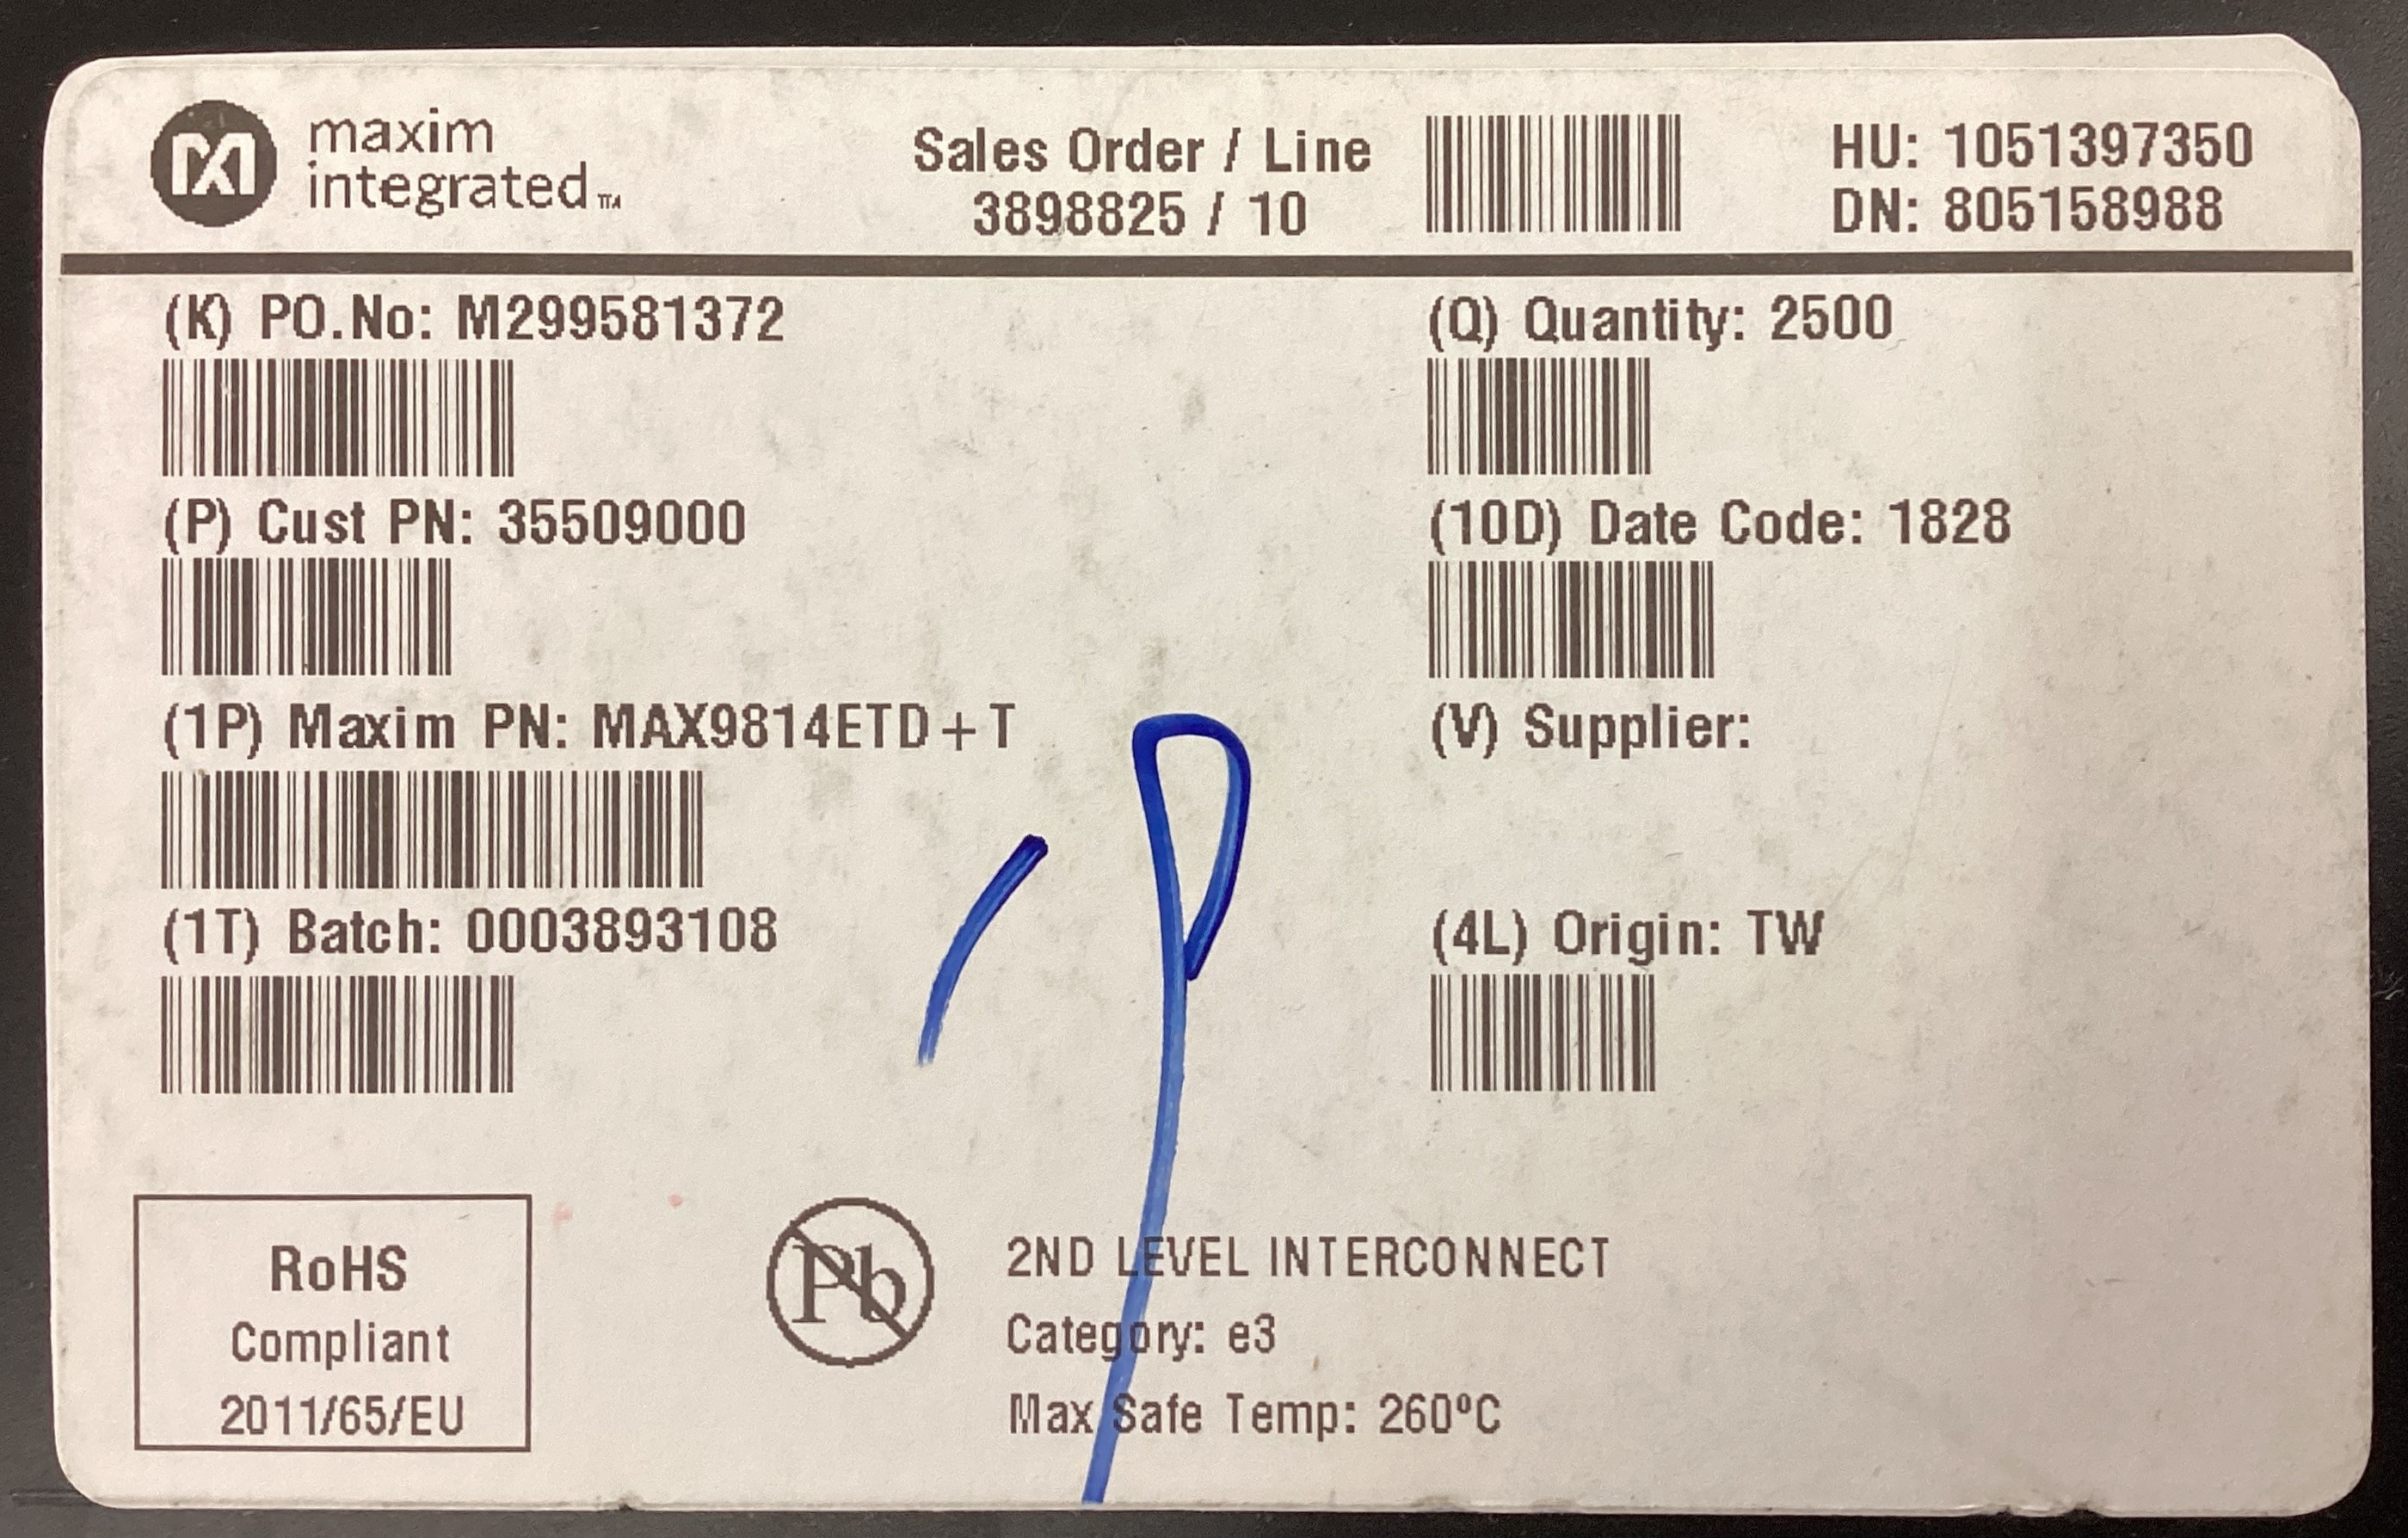 maxim
integrated™
Sales Order / Line
3898825 / 10
HU: 1051397350
DN: 805158988
(K) PO.No: M299581372
(Q) Quantity: 2500
(P) Cust PN: 35509000
(10D) Date Code: 1828
(1P) Maxim PN: MAX9814ETD+T
(V) Supplier:
(1T) Batch: 0003893108
(4L) Origin: TW
RoHS
Compliant
2011/65/EU
Pb
2ND LEVEL INTERCONNECT
Category: e3
Max Safe Temp: 260ºC